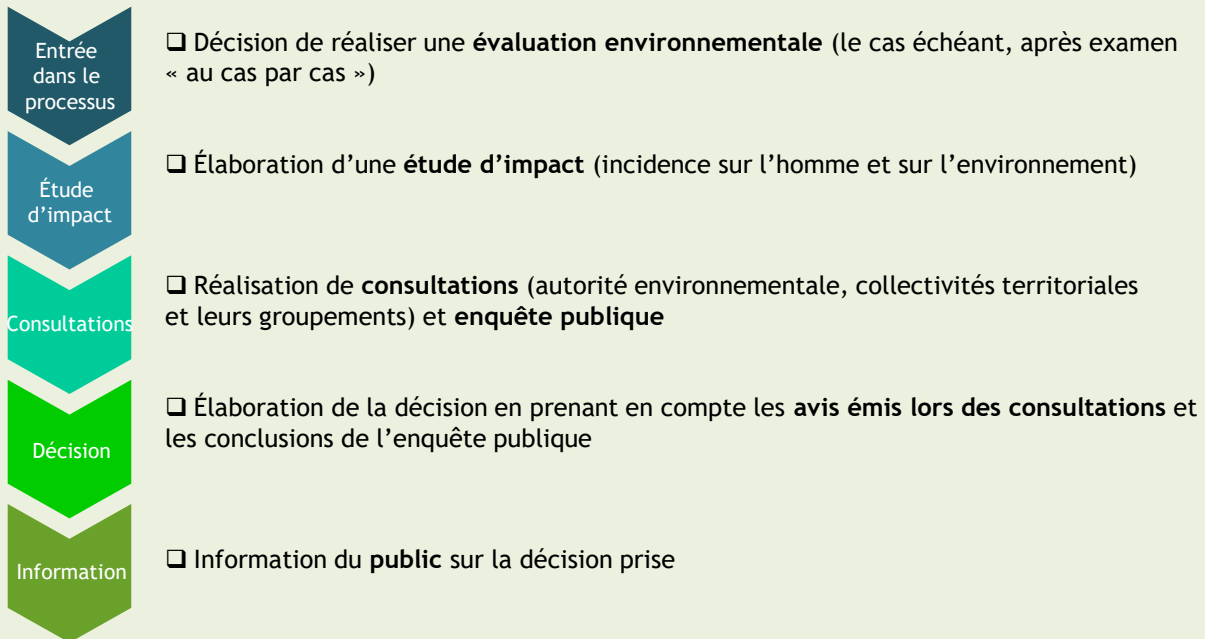 Entrée
dans le
processus
❑ Décision de réaliser une évaluation environnementale (le cas échéant, après examen
« au cas par cas »)
Étude
d’impact
❑ Élaboration d’une étude d’impact (incidence sur l’homme et sur l’environnement)
Consultations
❑ Réalisation de consultations (autorité environnementale, collectivités territoriales
et leurs groupements) et enquête publique
Décision
❑ Élaboration de la décision en prenant en compte les avis émis lors des consultations et
les conclusions de l’enquête publique
Information
❑ Information du public sur la décision prise